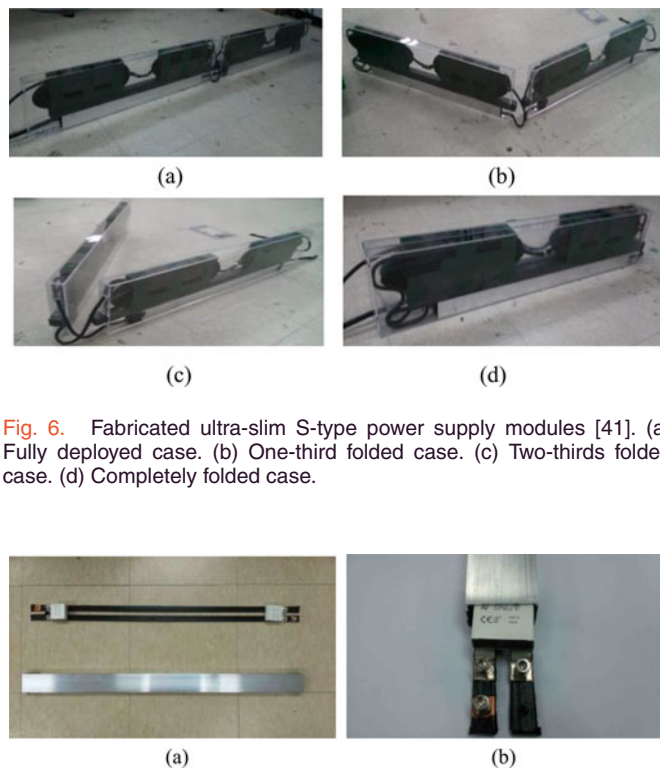 (a)
(b)
(c)
(d)
Fig. 6. Fabricated ultra-slim S-type power supply modules [41]. (a
Fully deployed case. (b) One-third folded case. (c) Two-thirds folde
case. (d) Completely folded case.
CE
(a)
(b)